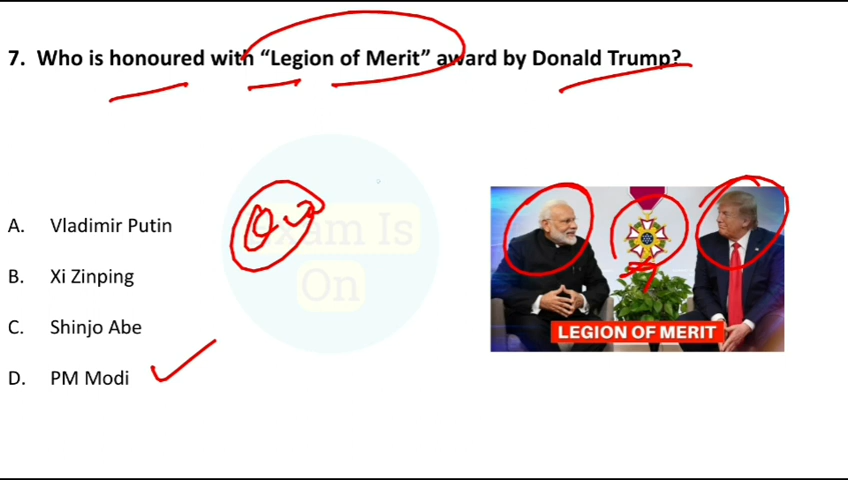 7. Who is honoured with “Legion of Merit” award by Donald Trump?
A. Vladimir Putin
B. Xi Zinping
C. Shinjo Abe
D. PM Modi
Exam Is
On
LEGION OF MERIT